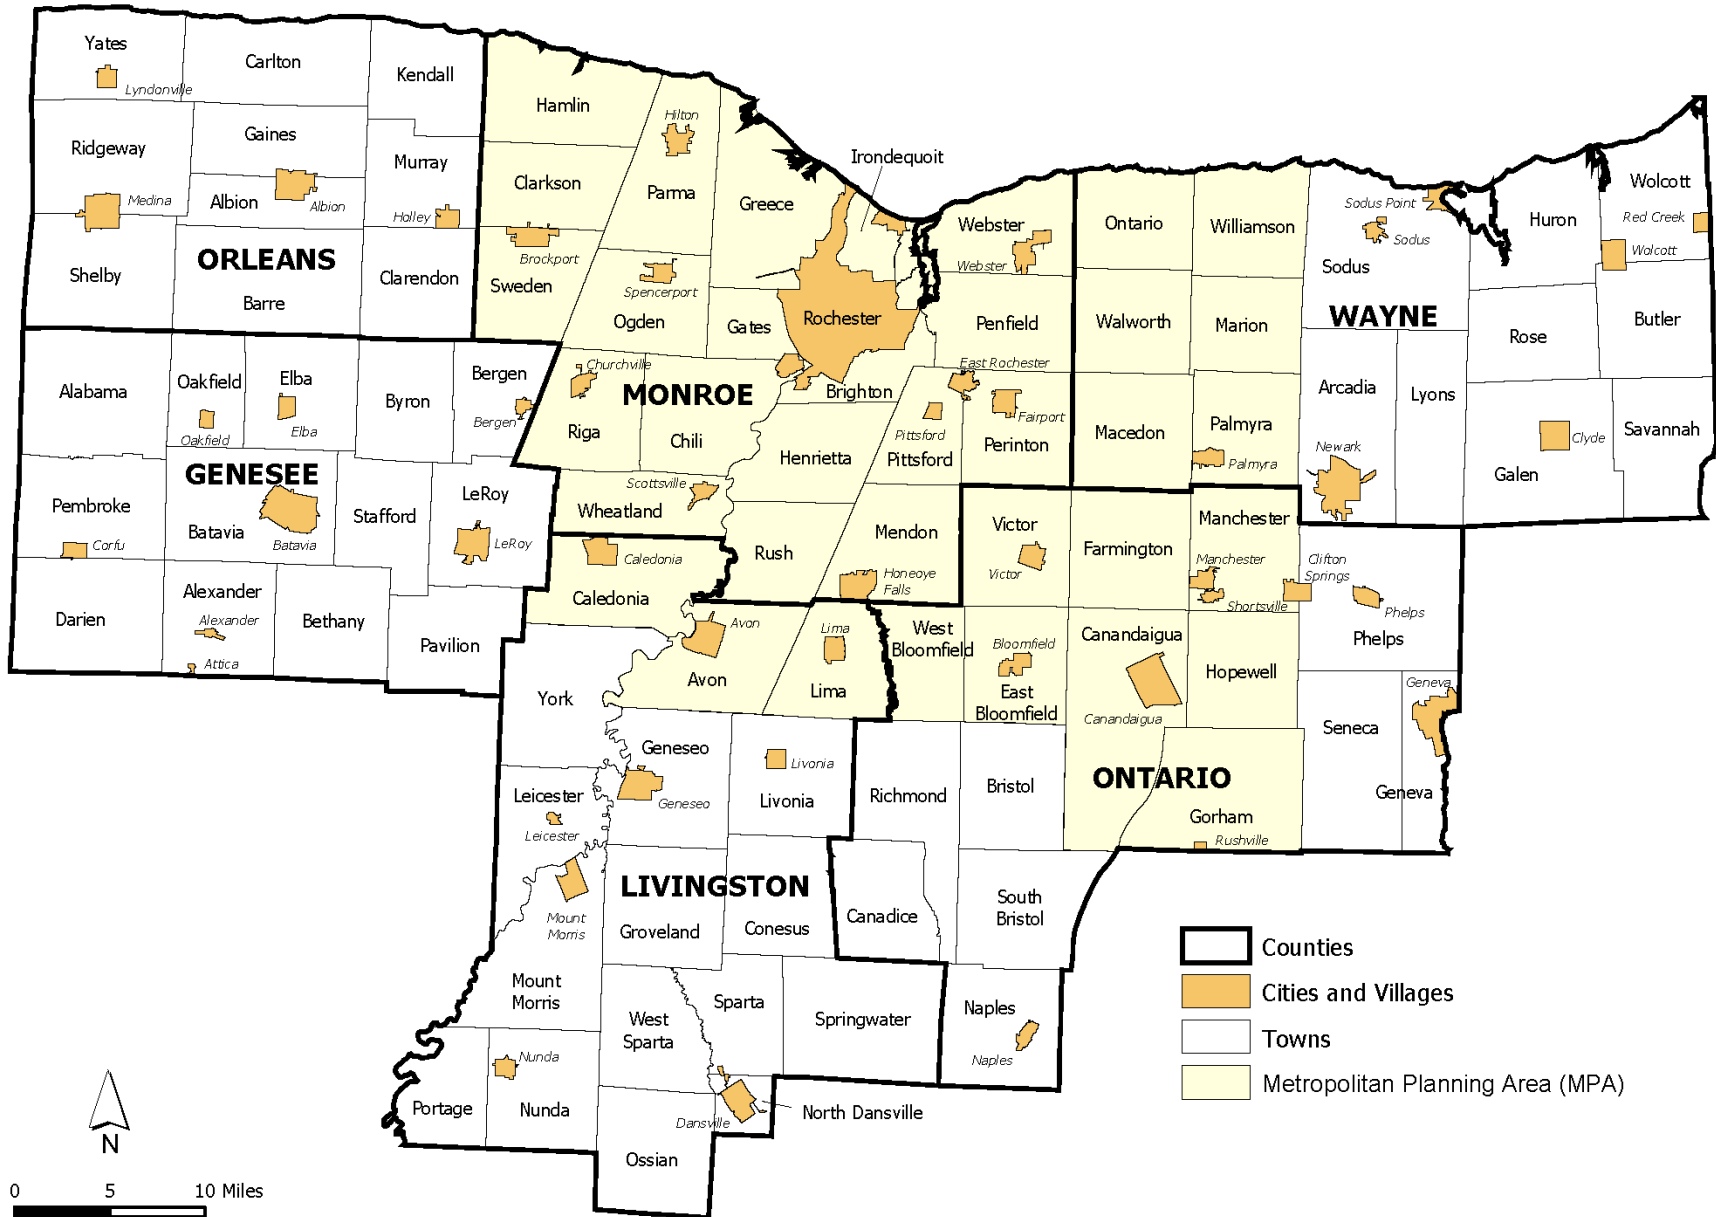 Yates
Lyndonville
Carlton
Kendall
Ridgeway
Medina
Gaines
Albion
Albion
Murray
Holley
Shelby
ORLEANS
Barre
Clarendon
Hamlin
Hilton
Clarkson
Parma
Greece
Irondequoit
Brockport
Sweden
Spencerport
Ogden
Gates
Rochester
Webster
Webster
Penfield
East Rochester
Churchville
MONROE
Brighton
Riga
Chili
Henrietta
Pittsford
Pittsford
Fairport
Perinton
Scottsville
Wheatland
Rush
Mendon
Honeoye
Falls
Ontario
Williamson
Sodus Point
Sodus
Sodus
Huron
Wolcott
Red Creek
Wolcott
Walworth
Marion
WAYNE
Rose
Butler
Macedon
Palmyra
Palmyra
Arcadia
Newark
Lyons
Galen
Clyde
Savannah
Alabama
Oakfield
Oakfield
Elba
Elba
Byron
Bergen
Bergen
GENESEE
Pembroke
Corfu
Batavia
Batavia
Stafford
LeRoy
LeRoy
Darien
Alexander
Alexander
Attica
Bethany
Pavilion
Caledonia
Caledonia
Avon
Avon
Lima
Lima
York
Geneseo
Geneseo
Livonia
Livonia
Leicester
Leicester
LIVINGSTON
Mount
Morris
Groveland
Conesus
Mount
Morris
West
Sparta
Sparta
Springwater
Nunda
Nunda
Portage
Dansville
North Dansville
Ossian
Victor
Victor
Farmington
Manchester
Manchester
Shortsville
Clifton
Springs
Phelps
Phelps
West
Bloomfield
Bloomfield
East
Bloomfield
Canandaigua
Canandaigua
Hopewell
Seneca
Geneva
Geneva
ONTARIO
Gorham
Rushville
Richmond
Bristol
Canadice
South
Bristol
Naples
Naples
Counties
Cities and Villages
Towns
Metropolitan Planning Area (MPA)
N
0 5 10 Miles